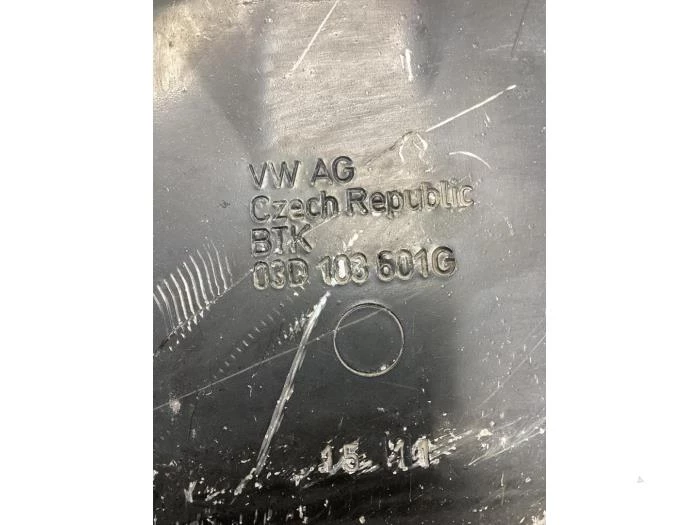 VW AG
Czech Republic
BTK
03D 103 601G
15 11